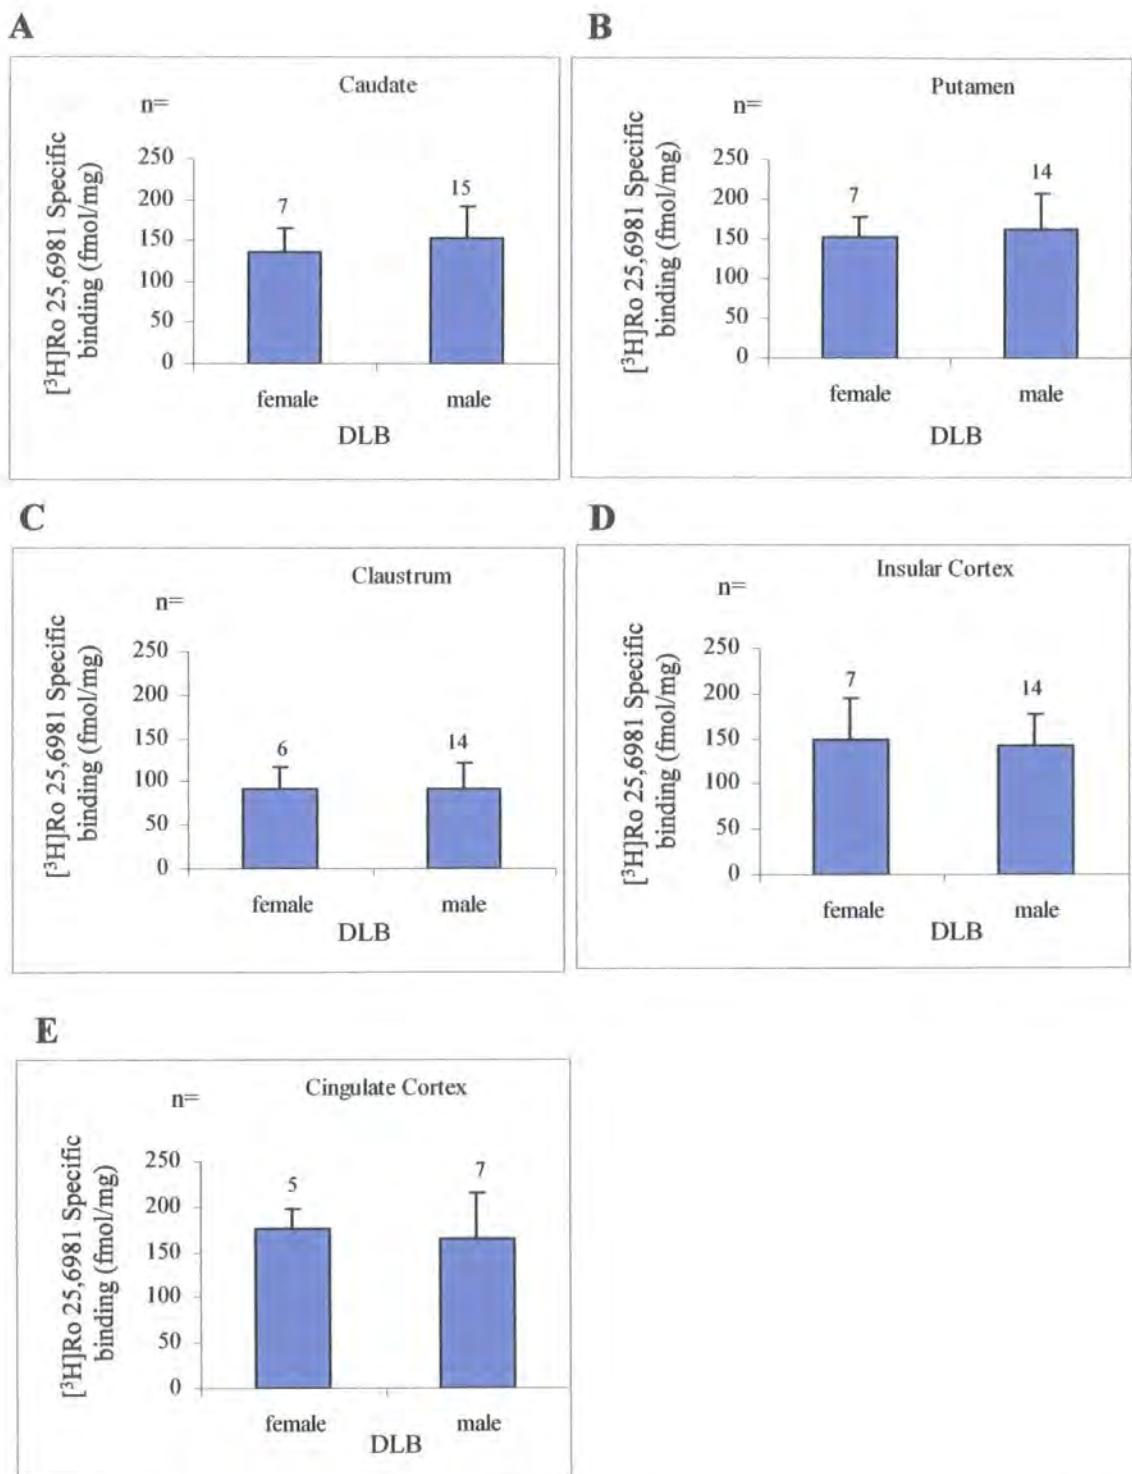 A
Caudate
n=
[³H]Ro 25,6981 Specific
binding (fmol/mg)
250
200
150
100
50
0
7
15
female
male
DLB
B
Putamen
n=
[³H]Ro 25,6981 Specific
binding (fmol/mg)
250
200
150
100
50
0
7
14
female
male
DLB
C
Claustrum
n=
[³H]Ro 25,6981 Specific
binding (fmol/mg)
250
200
150
100
50
0
6
14
female
male
DLB
D
Insular Cortex
n=
[³H]Ro 25,6981 Specific
binding (fmol/mg)
250
200
150
100
50
0
7
14
female
male
DLB
E
Cingulate Cortex
n=
[³H]Ro 25,6981 Specific
binding (fmol/mg)
250
200
150
100
50
0
5
7
female
male
DLB